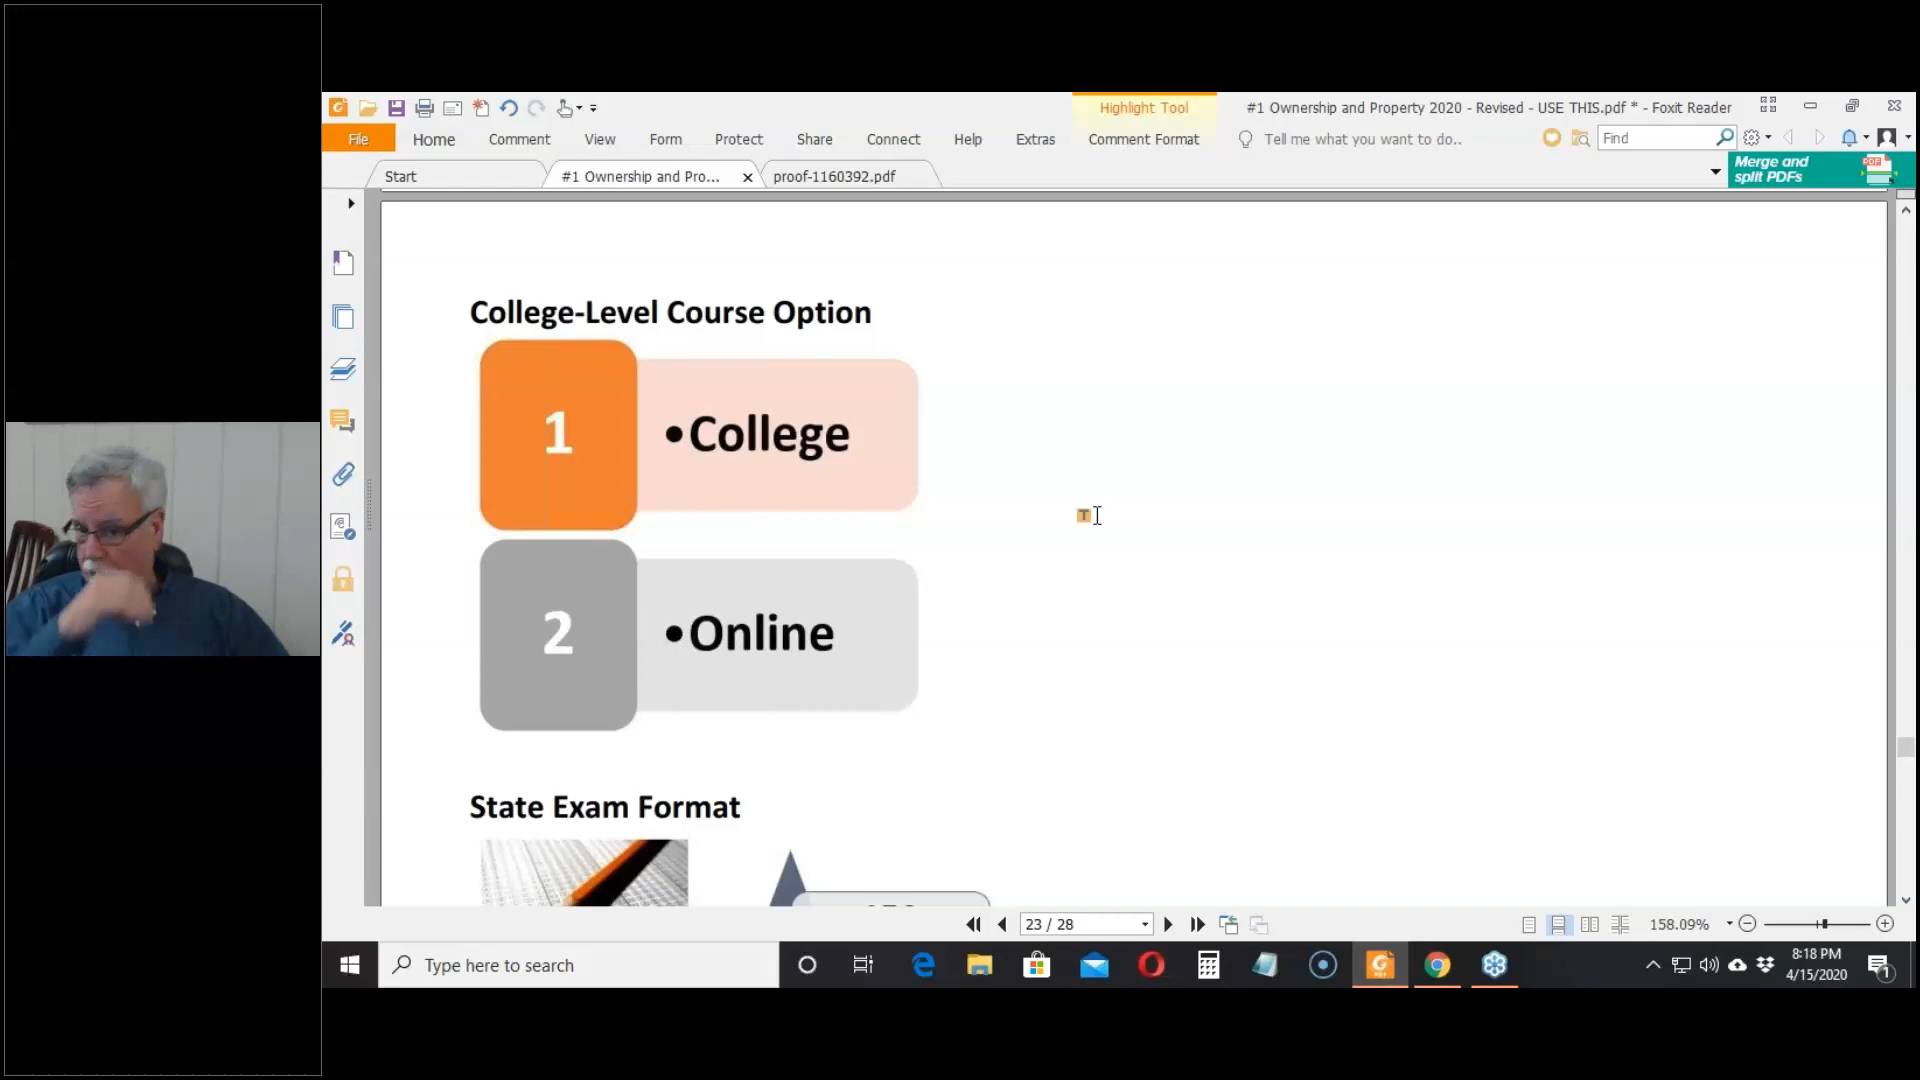 Highlight Tool
#1 Ownership and Property 2020 - Revised - USE THIS.pdf * - Foxit Reader
File Home Comment View Form Protect Share Connect Help Extras Comment Format Tell me what you want to do.. Find
Start #1 Ownership and Pro... proof-1160392.pdf
Merge and
split PDFs
College-Level Course Option
1 •College
T
2 •Online
State Exam Format
23 / 28
158.09%
Type here to search
8:18 PM
4/15/2020
1